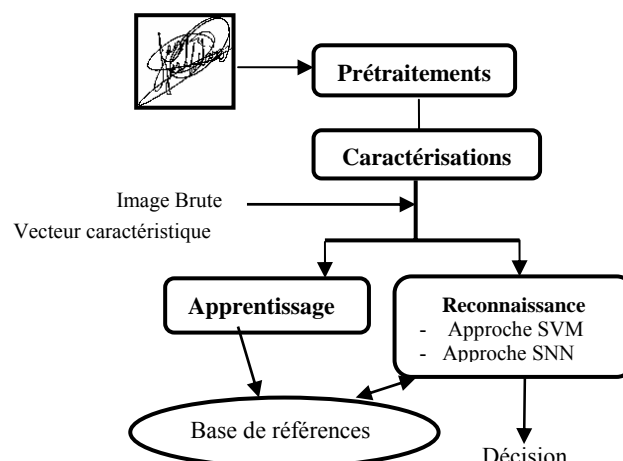 Prétraitements
Caractérisations
Image Brute
Vecteur caractéristique
Apprentissage
Reconnaissance
- Approche SVM
- Approche SNN
Base de références
Décision